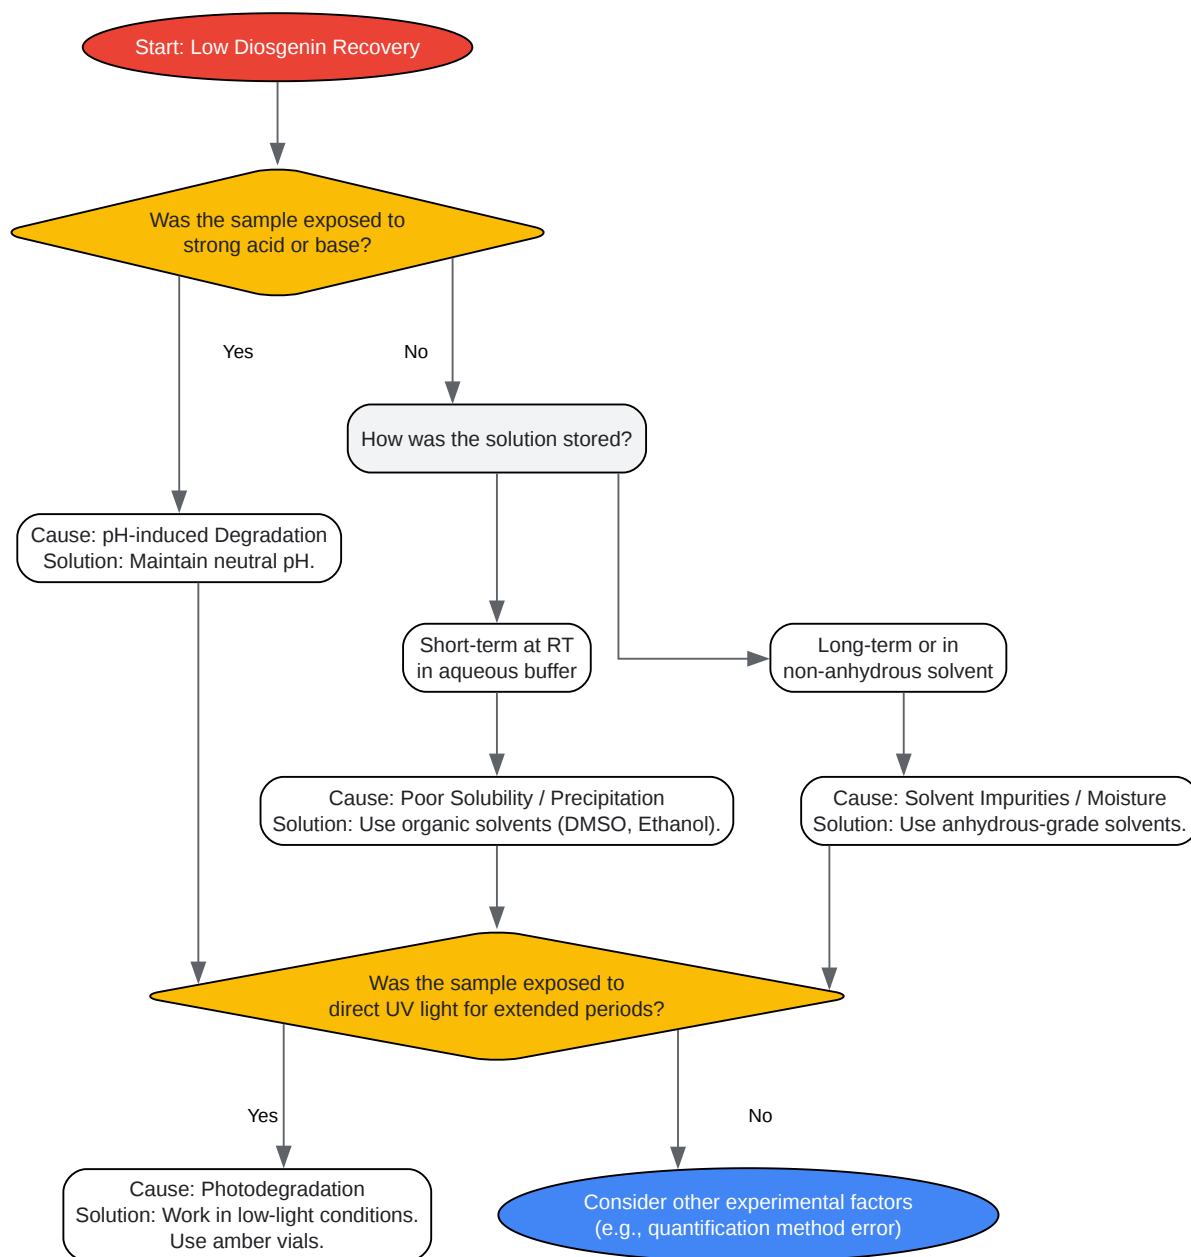 Start: Low Diosgenin Recovery
Was the sample exposed to
strong acid or base?
Yes
No
How was the solution stored?
Cause: pH-induced Degradation
Solution: Maintain neutral pH.
Short-term at RT
in aqueous buffer
Long-term or in
non-anhydrous solvent
Cause: Poor Solubility / Precipitation
Solution: Use organic solvents (DMSO, Ethanol).
Cause: Solvent Impurities / Moisture
Solution: Use anhydrous-grade solvents.
Was the sample exposed to
direct UV light for extended periods?
Yes
No
Cause: Photodegradation
Solution: Work in low-light conditions.
Use amber vials.
Consider other experimental factors
(e.g., quantification method error)